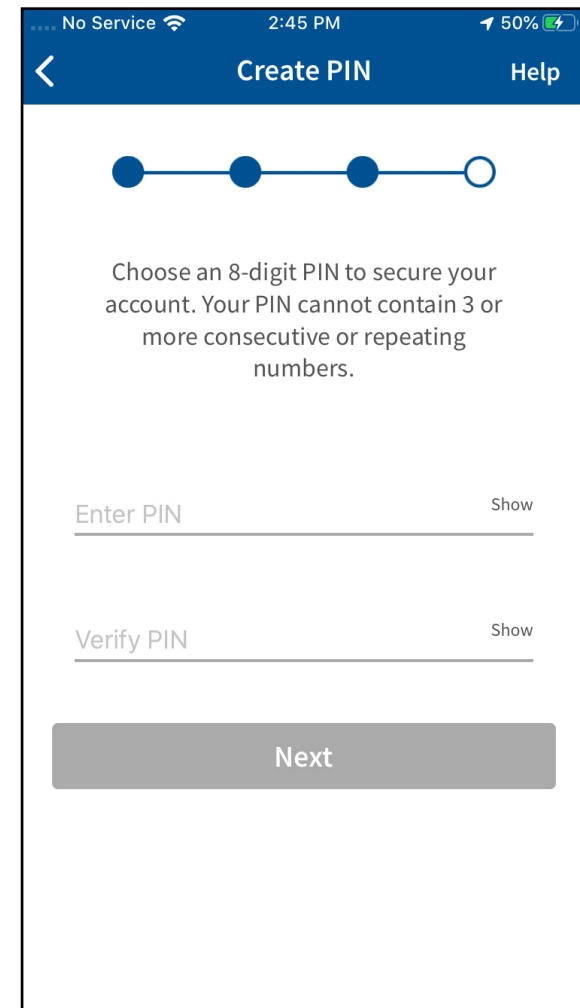 No Service 2:45 PM 50%
Create PIN Help
Choose an 8-digit PIN to secure your
account. Your PIN cannot contain 3 or
more consecutive or repeating
numbers.
Enter PIN Show
Verify PIN Show
Next